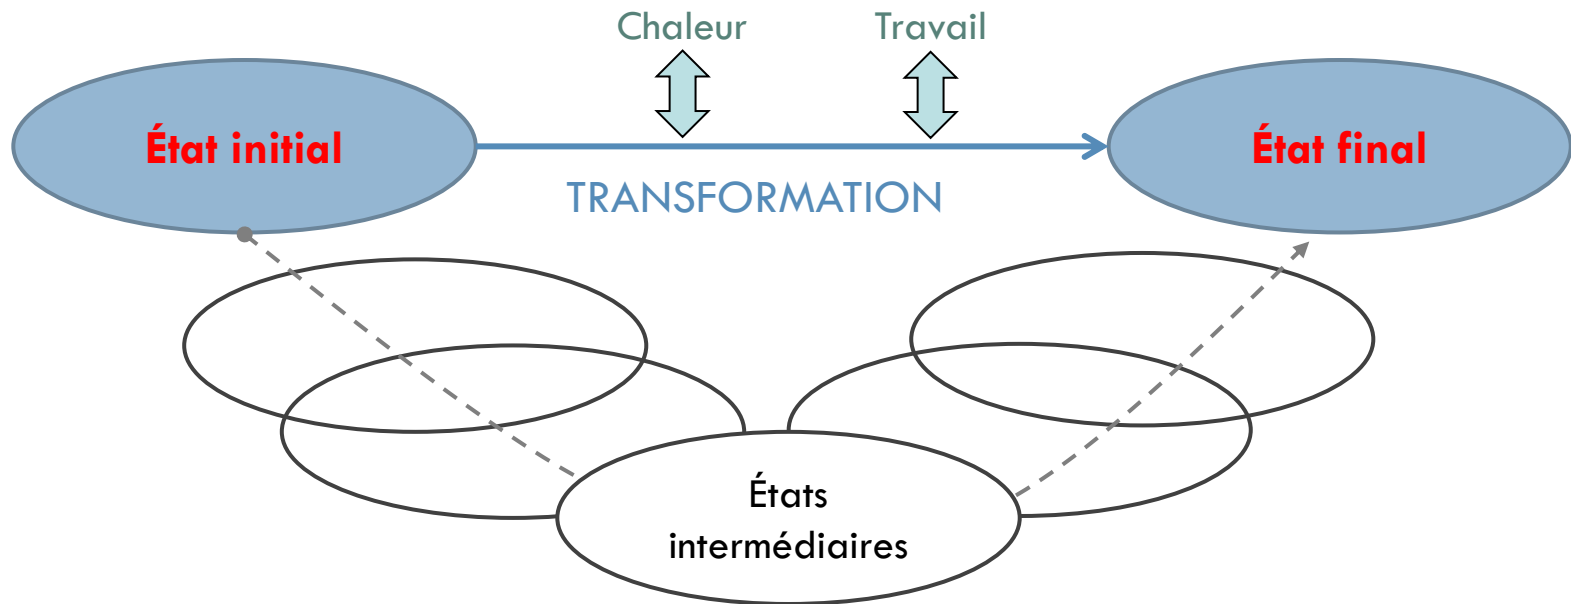 Chaleur
Travail
État initial
État final
TRANSFORMATION
États
intermédiaires